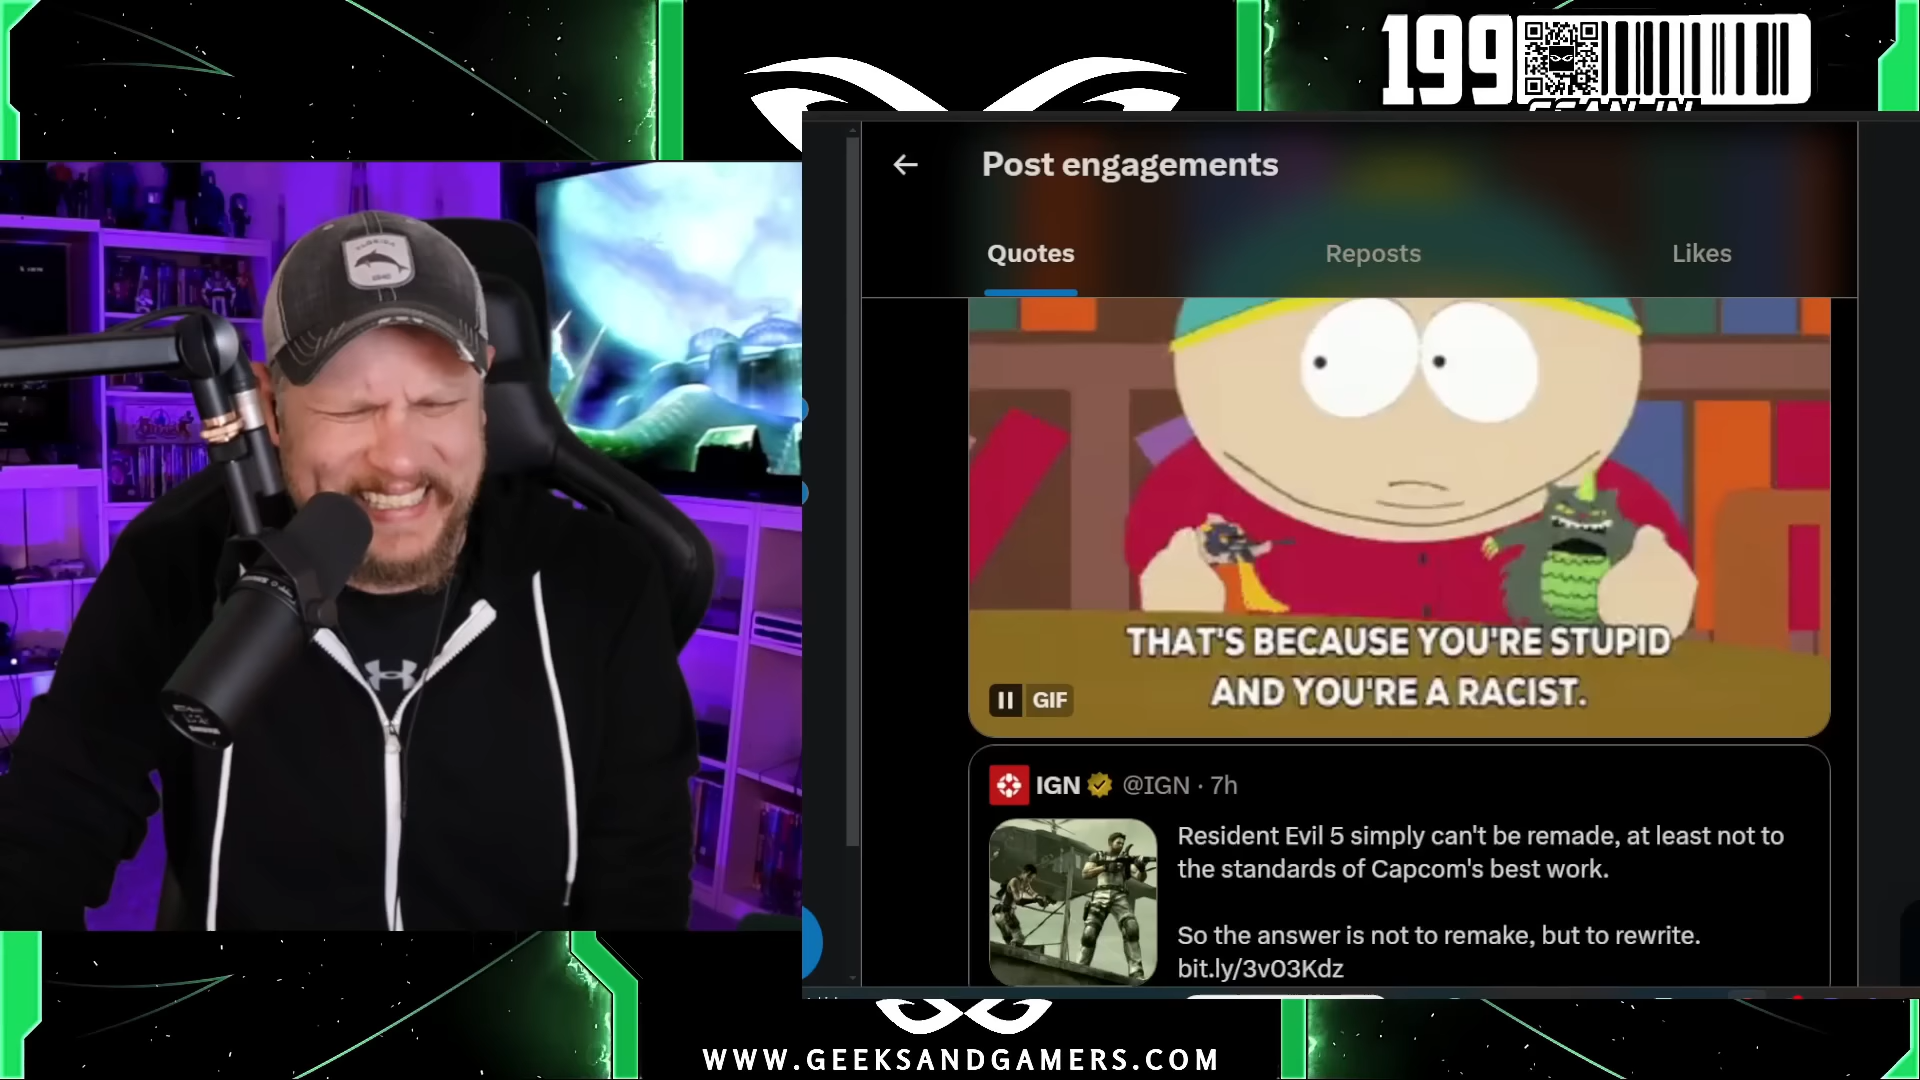 199
Post engagements
Quotes
Reposts
Likes
THAT'S BECAUSE YOU'RE STUPID
AND YOU'RE A RACIST.
GIF
IGN @IGN · 7h
Resident Evil 5 simply can't be remade, at least not to
the standards of Capcom's best work.
So the answer is not to remake, but to rewrite.
bit.ly/3vO3Kdz
WWW.GEEKSANDGAMERS.COM